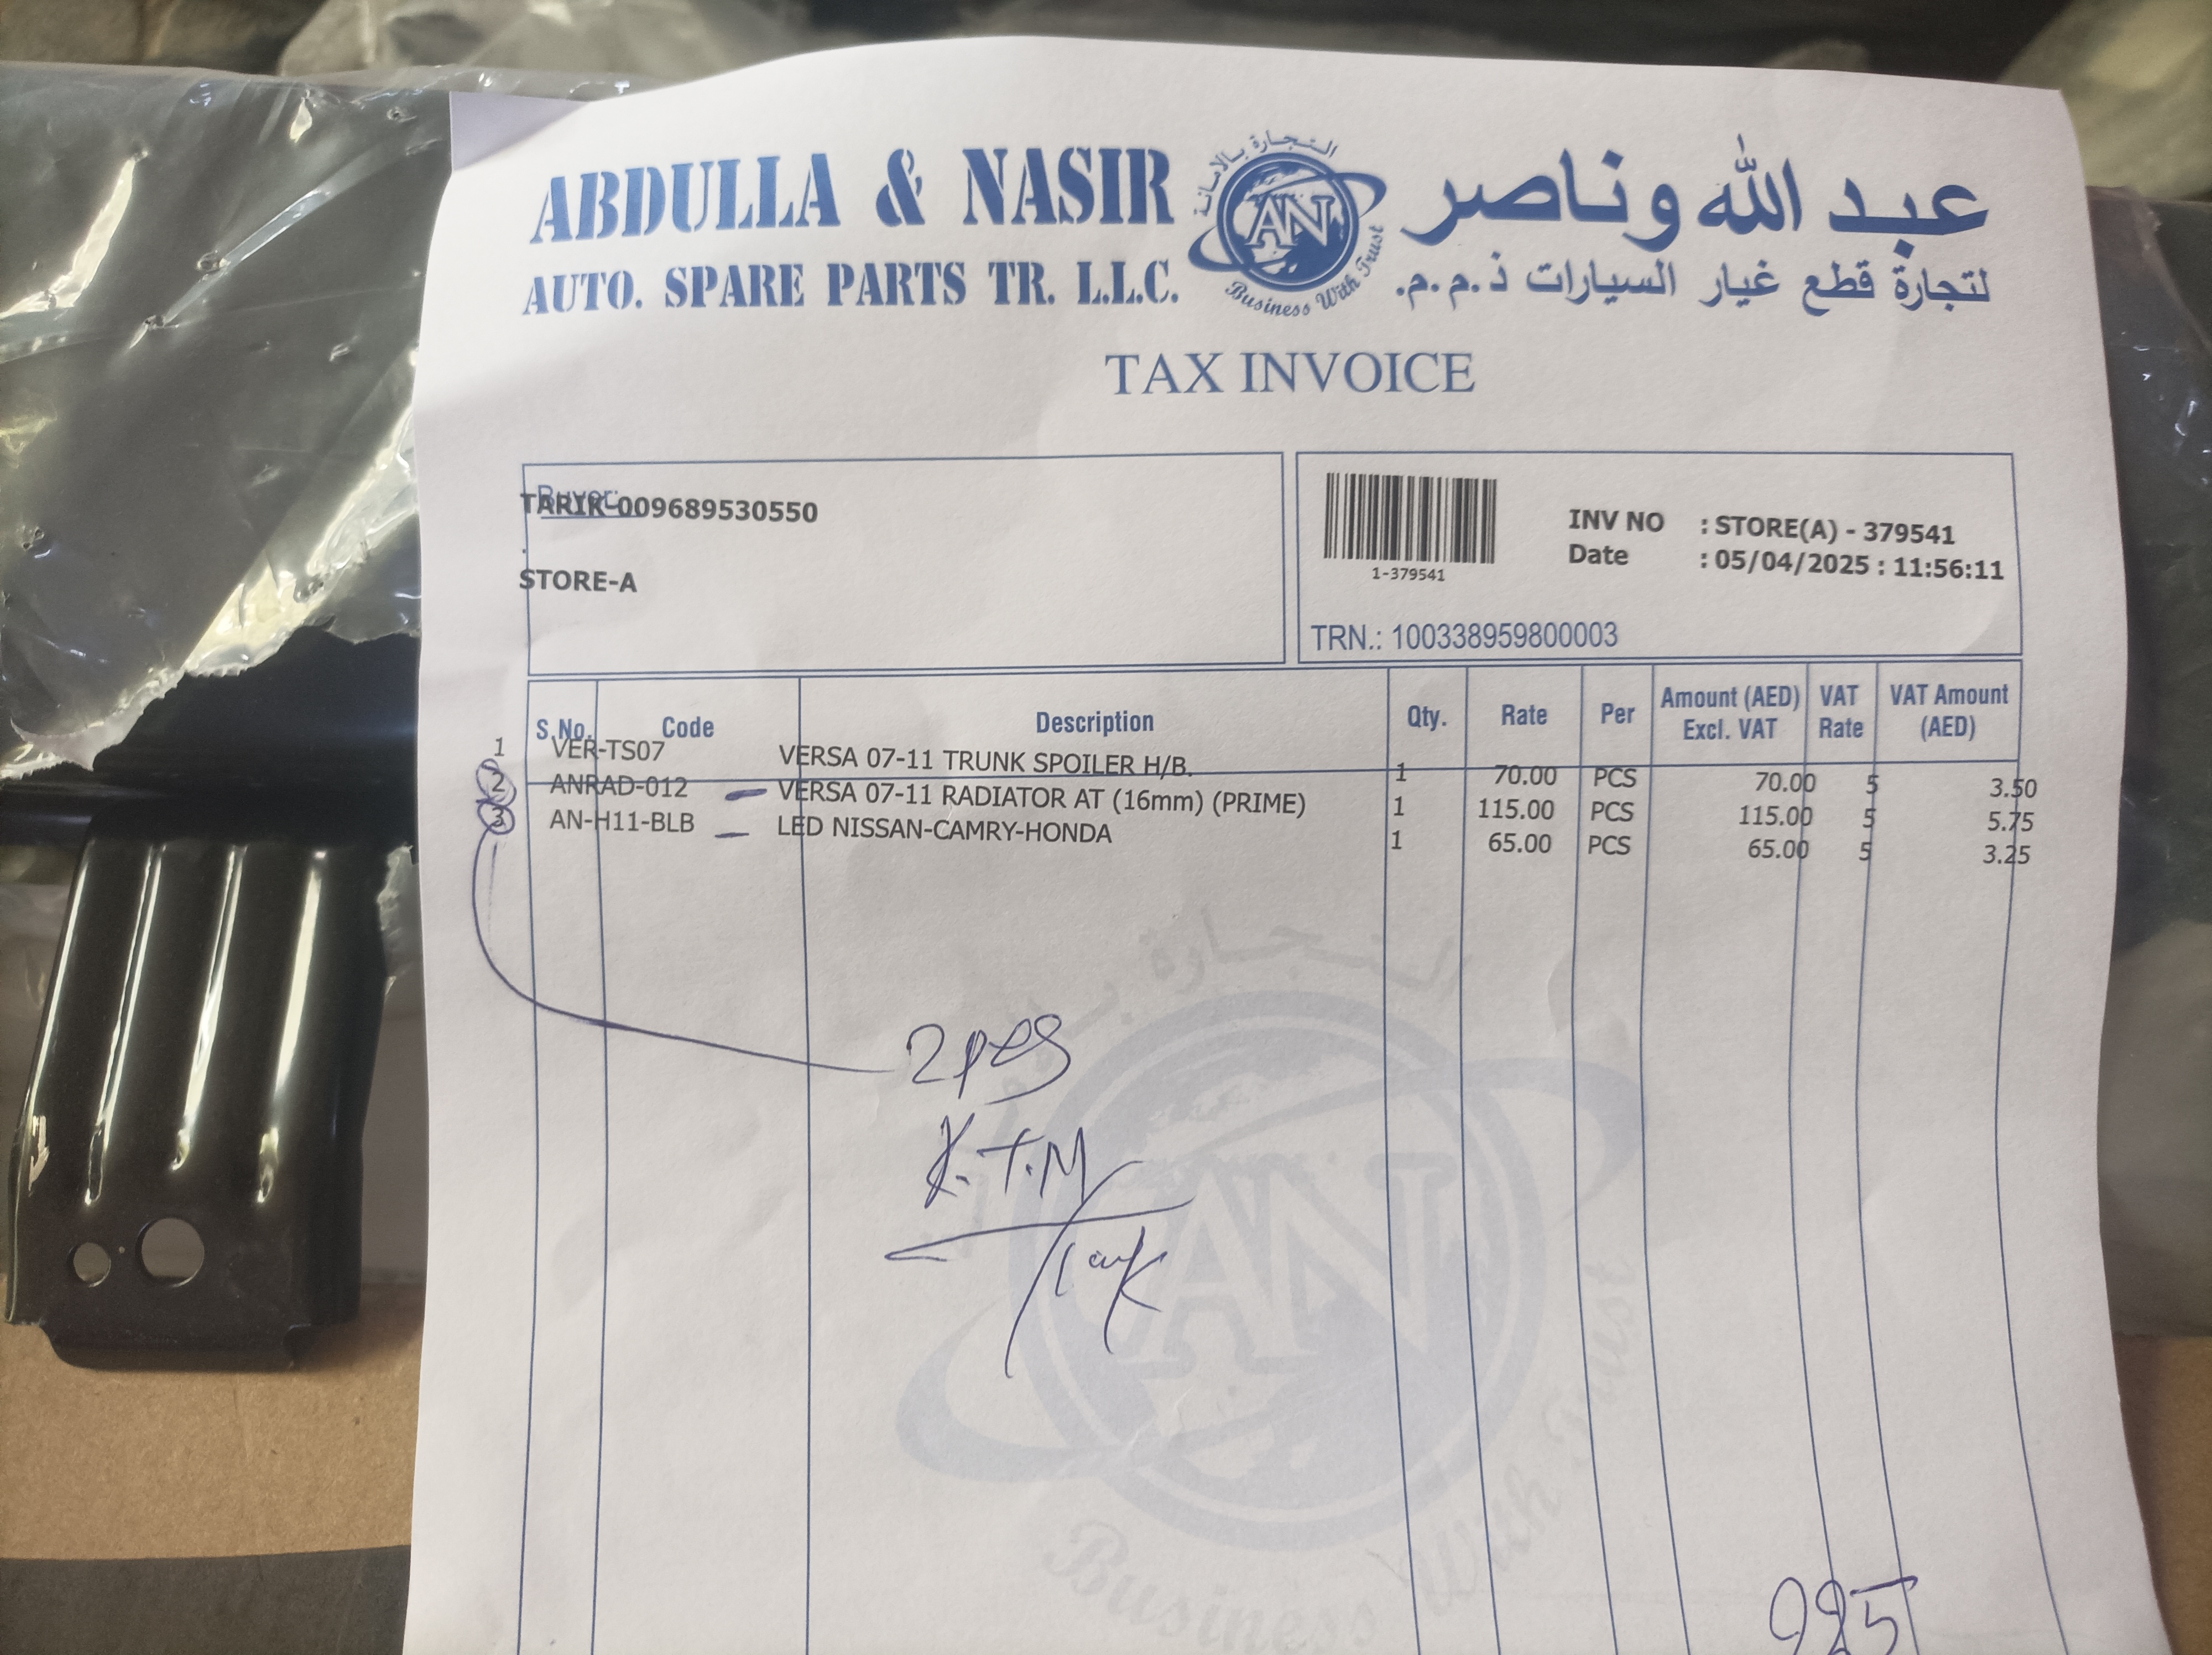 ABDULLA & NASIR
AUTO. SPARE PARTS TR. L.L.C.
التجارة بالأمانة
AN
Business With Trust
عبد الله وناصر
لتجارة قطع غيار السيارات ذ.م.م.
TAX INVOICE
Buyer:
TARIK-009689530550
.
STORE-A
1-379541
INV NO : STORE(A) - 379541
Date : 05/04/2025 : 11:56:11
TRN.: 100338959800003
S.No. Code Description Qty. Rate Per Amount (AED) Excl. VAT VAT Rate VAT Amount (AED)
1 VER-TS07 VERSA 07-11 TRUNK SPOILER H/B. 1 70.00 PCS 70.00 5 3.50
2 ANRAD-012 VERSA 07-11 RADIATOR AT (16mm) (PRIME) 1 115.00 PCS 115.00 5 5.75
3 AN-H11-BLB LED NISSAN-CAMRY-HONDA 1 65.00 PCS 65.00 5 3.25
2pcs
K.T.M
AN
Business With Trust